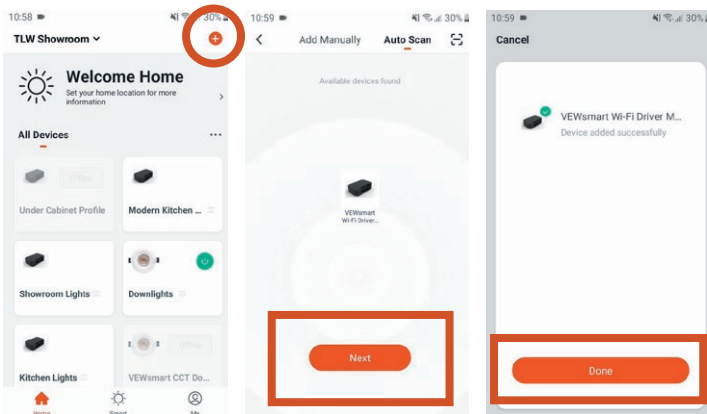 10:58
30%
TLW Showroom
Welcome Home
Set your home location for more
information
All Devices
Offline
Under Cabinet Profile
Modern Kitchen ...
Showroom Lights
Downlights
Offline
Kitchen Lights
VEWsmart CCT Do...
Home
Smart
Me
10:59
30%
Add Manually
Auto Scan
Available devices found
VEWsmart
Wi-Fi Driver...
Next
10:59
30%
Cancel
VEWsmart Wi-Fi Driver M...
Device added successfully
Done